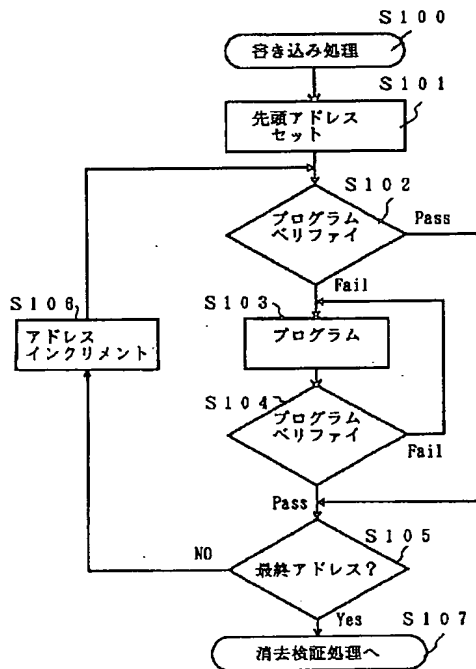 S100
書き込み処理
S101
先頭アドレス
セット
S102
プログラム
ベリファイ
Pass
Fail
S103
プログラム
S106
アドレス
インクリメント
S104
プログラム
ベリファイ
Fail
Pass
S105
最終アドレス?
NO
Yes
S107
消去検証処理へ